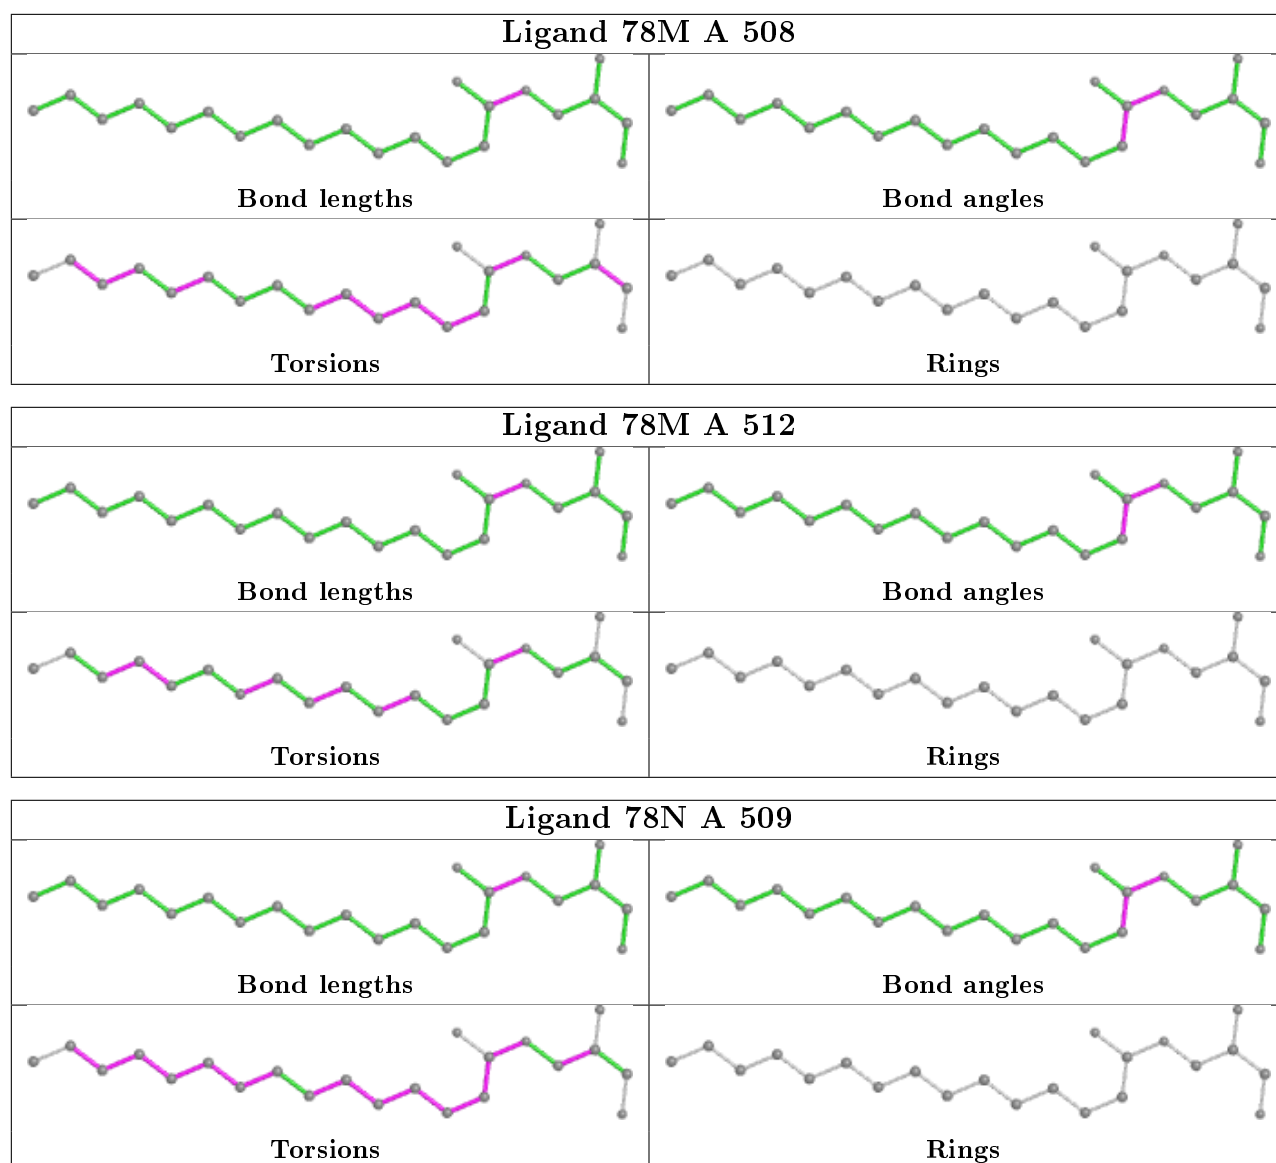 Ligand 78M A 508
Bond lengths
Bond angles
Torsions
Rings
Ligand 78M A 512
Bond lengths
Bond angles
Torsions
Rings
Ligand 78N A 509
Bond lengths
Bond angles
Torsions
Rings